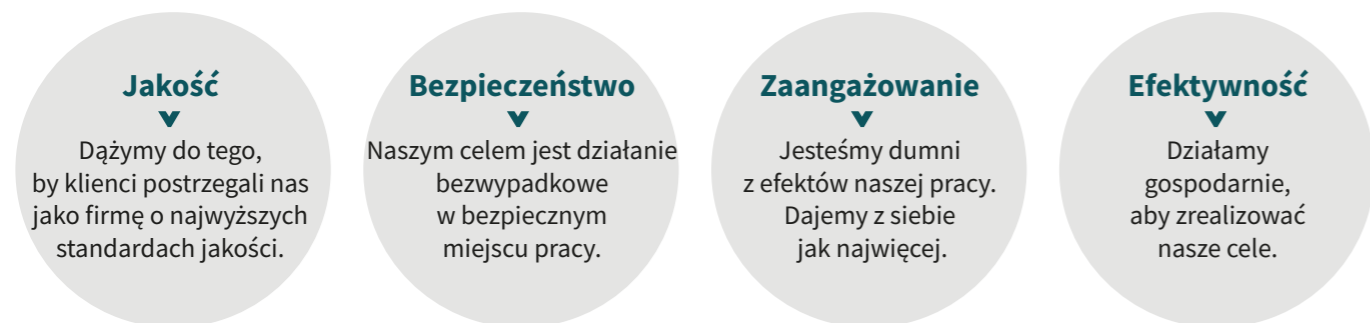 Jakość
Dążymy do tego,
by klienci postrzegali nas
jako firmę o najwyższych
standardach jakości.
Bezpieczeństwo
Naszym celem jest działanie
bezwypadkowe
w bezpiecznym
miejscu pracy.
Zaangażowanie
Jesteśmy dumni
z efektów naszej pracy.
Dajemy z siebie
jak najwięcej.
Efektywność
Działamy
gospodarnie,
aby zrealizować
nasze cele.